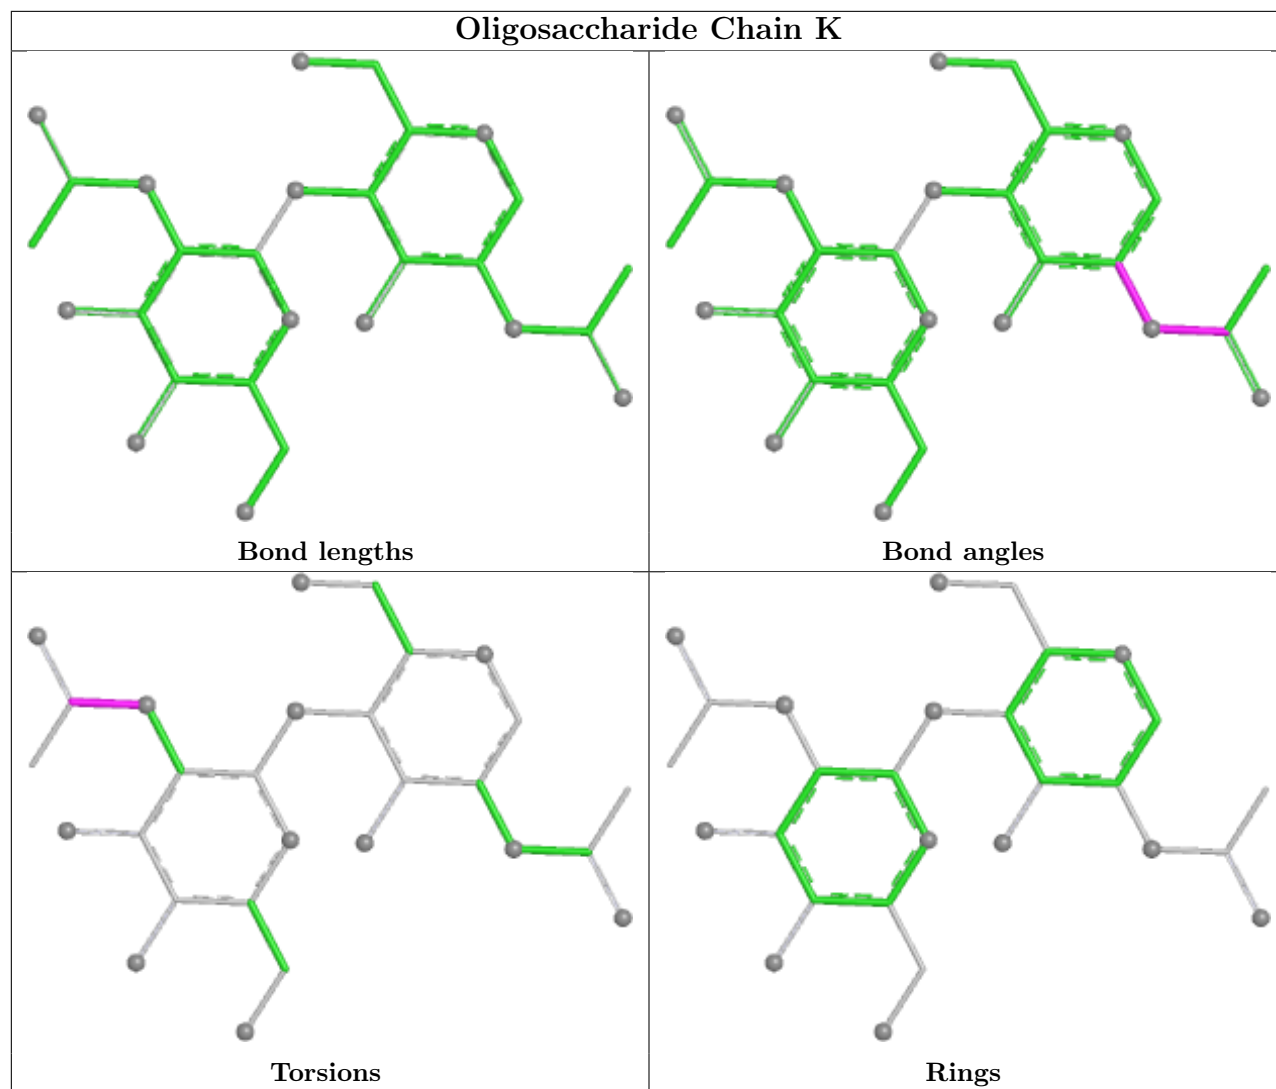 Oligosaccharide Chain K
Bond lengths
Bond angles
Torsions
Rings